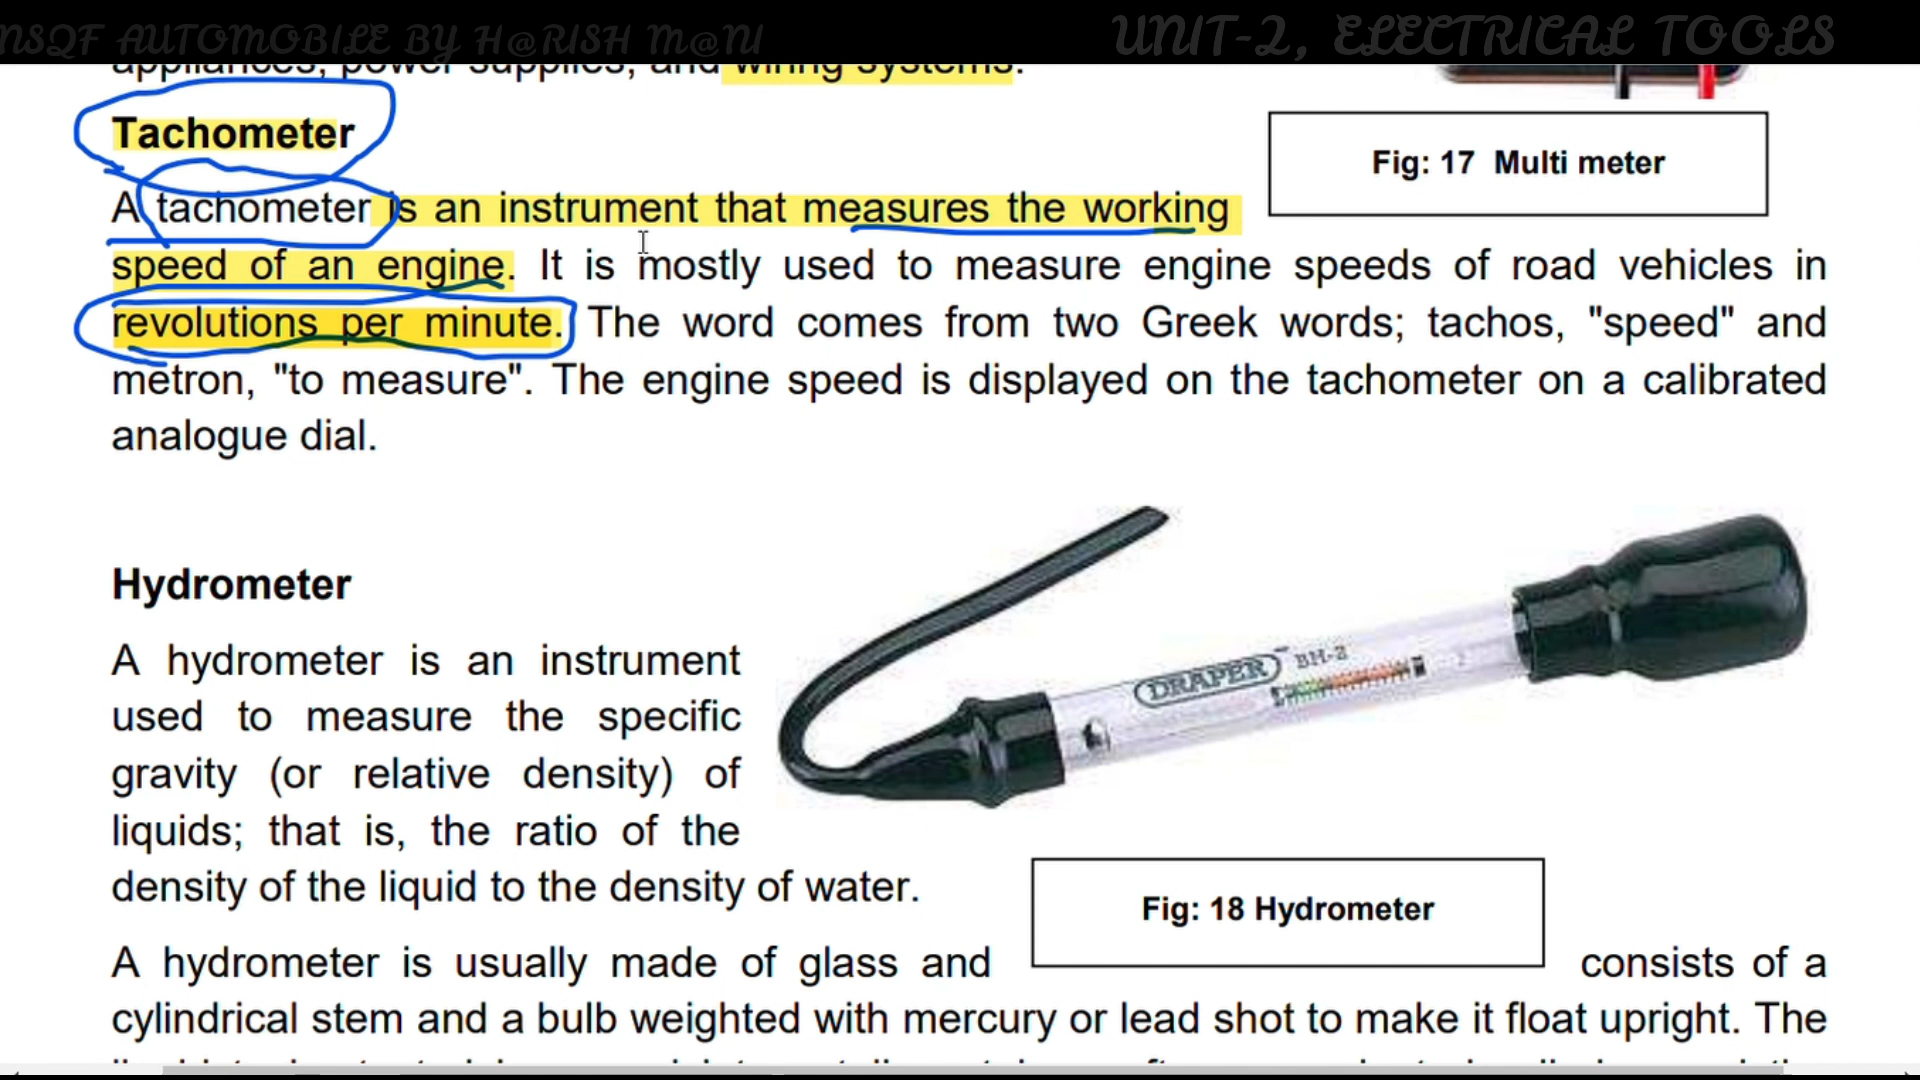 NSQF AUTOMOBILE BY H@RISH M@NI
UNIT-2, ELECTRICAL TOOLS
appliances, power supplies, and wiring systems.
Tachometer
Fig: 17 Multi meter
A tachometer is an instrument that measures the working
speed of an engine. It is mostly used to measure engine speeds of road vehicles in
revolutions per minute. The word comes from two Greek words; tachos, "speed" and
metron, "to measure". The engine speed is displayed on the tachometer on a calibrated
analogue dial.
Hydrometer
A hydrometer is an instrument
used to measure the specific
gravity (or relative density) of
liquids; that is, the ratio of the
density of the liquid to the density of water.
DRAPER BH-2
Fig: 18 Hydrometer
A hydrometer is usually made of glass and consists of a
cylindrical stem and a bulb weighted with mercury or lead shot to make it float upright. The